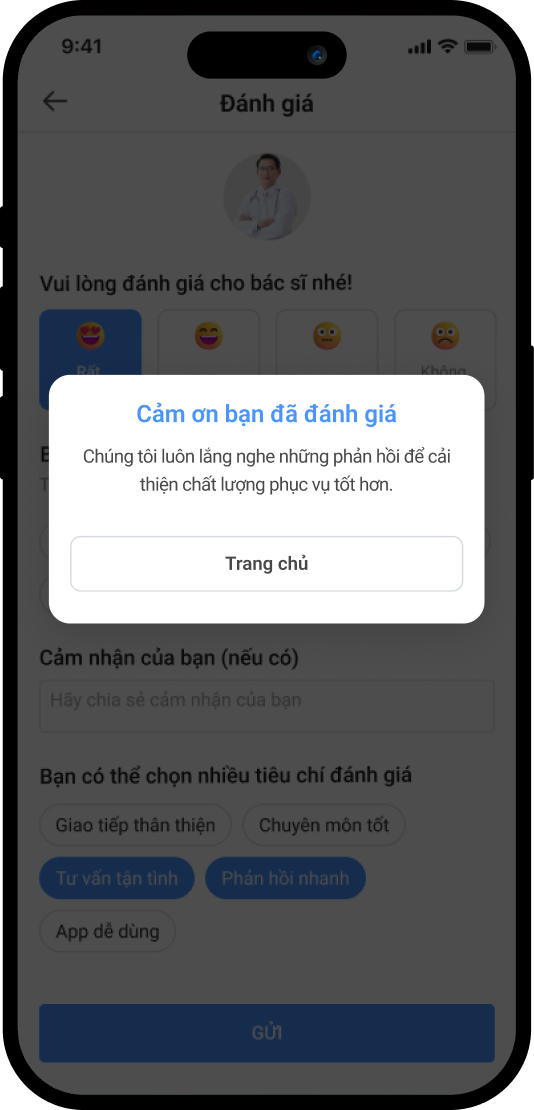 9:41
Đánh giá
Vui lòng đánh giá cho bác sĩ nhé!
Rất
Không
Cảm ơn bạn đã đánh giá
Chúng tôi luôn lắng nghe những phản hồi để cải
thiện chất lượng phục vụ tốt hơn.
Trang chủ
Cảm nhận của bạn (nếu có)
Hãy chia sẻ cảm nhận của bạn
Bạn có thể chọn nhiều tiêu chí đánh giá
Giao tiếp thân thiện
Chuyên môn tốt
Tư vấn tận tình
Phản hồi nhanh
App dễ dùng
GỬI